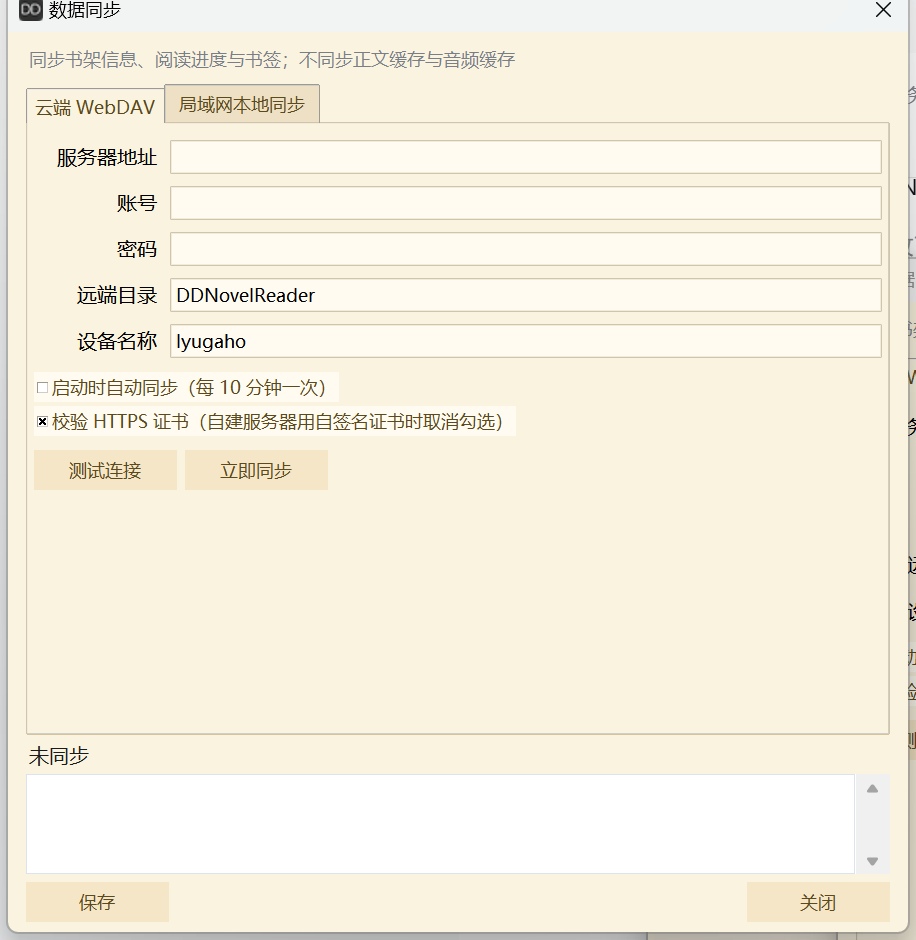 DD 数据同步
同步书架信息、阅读进度与书签；不同步正文缓存与音频缓存
云端 WebDAV 局域网本地同步
服务器地址
账号
密码
远端目录 DDNovelReader
设备名称 lyugaho
启动时自动同步（每 10 分钟一次）
校验 HTTPS 证书（自建服务器用自签名证书时取消勾选）
测试连接 立即同步
未同步
保存 关闭